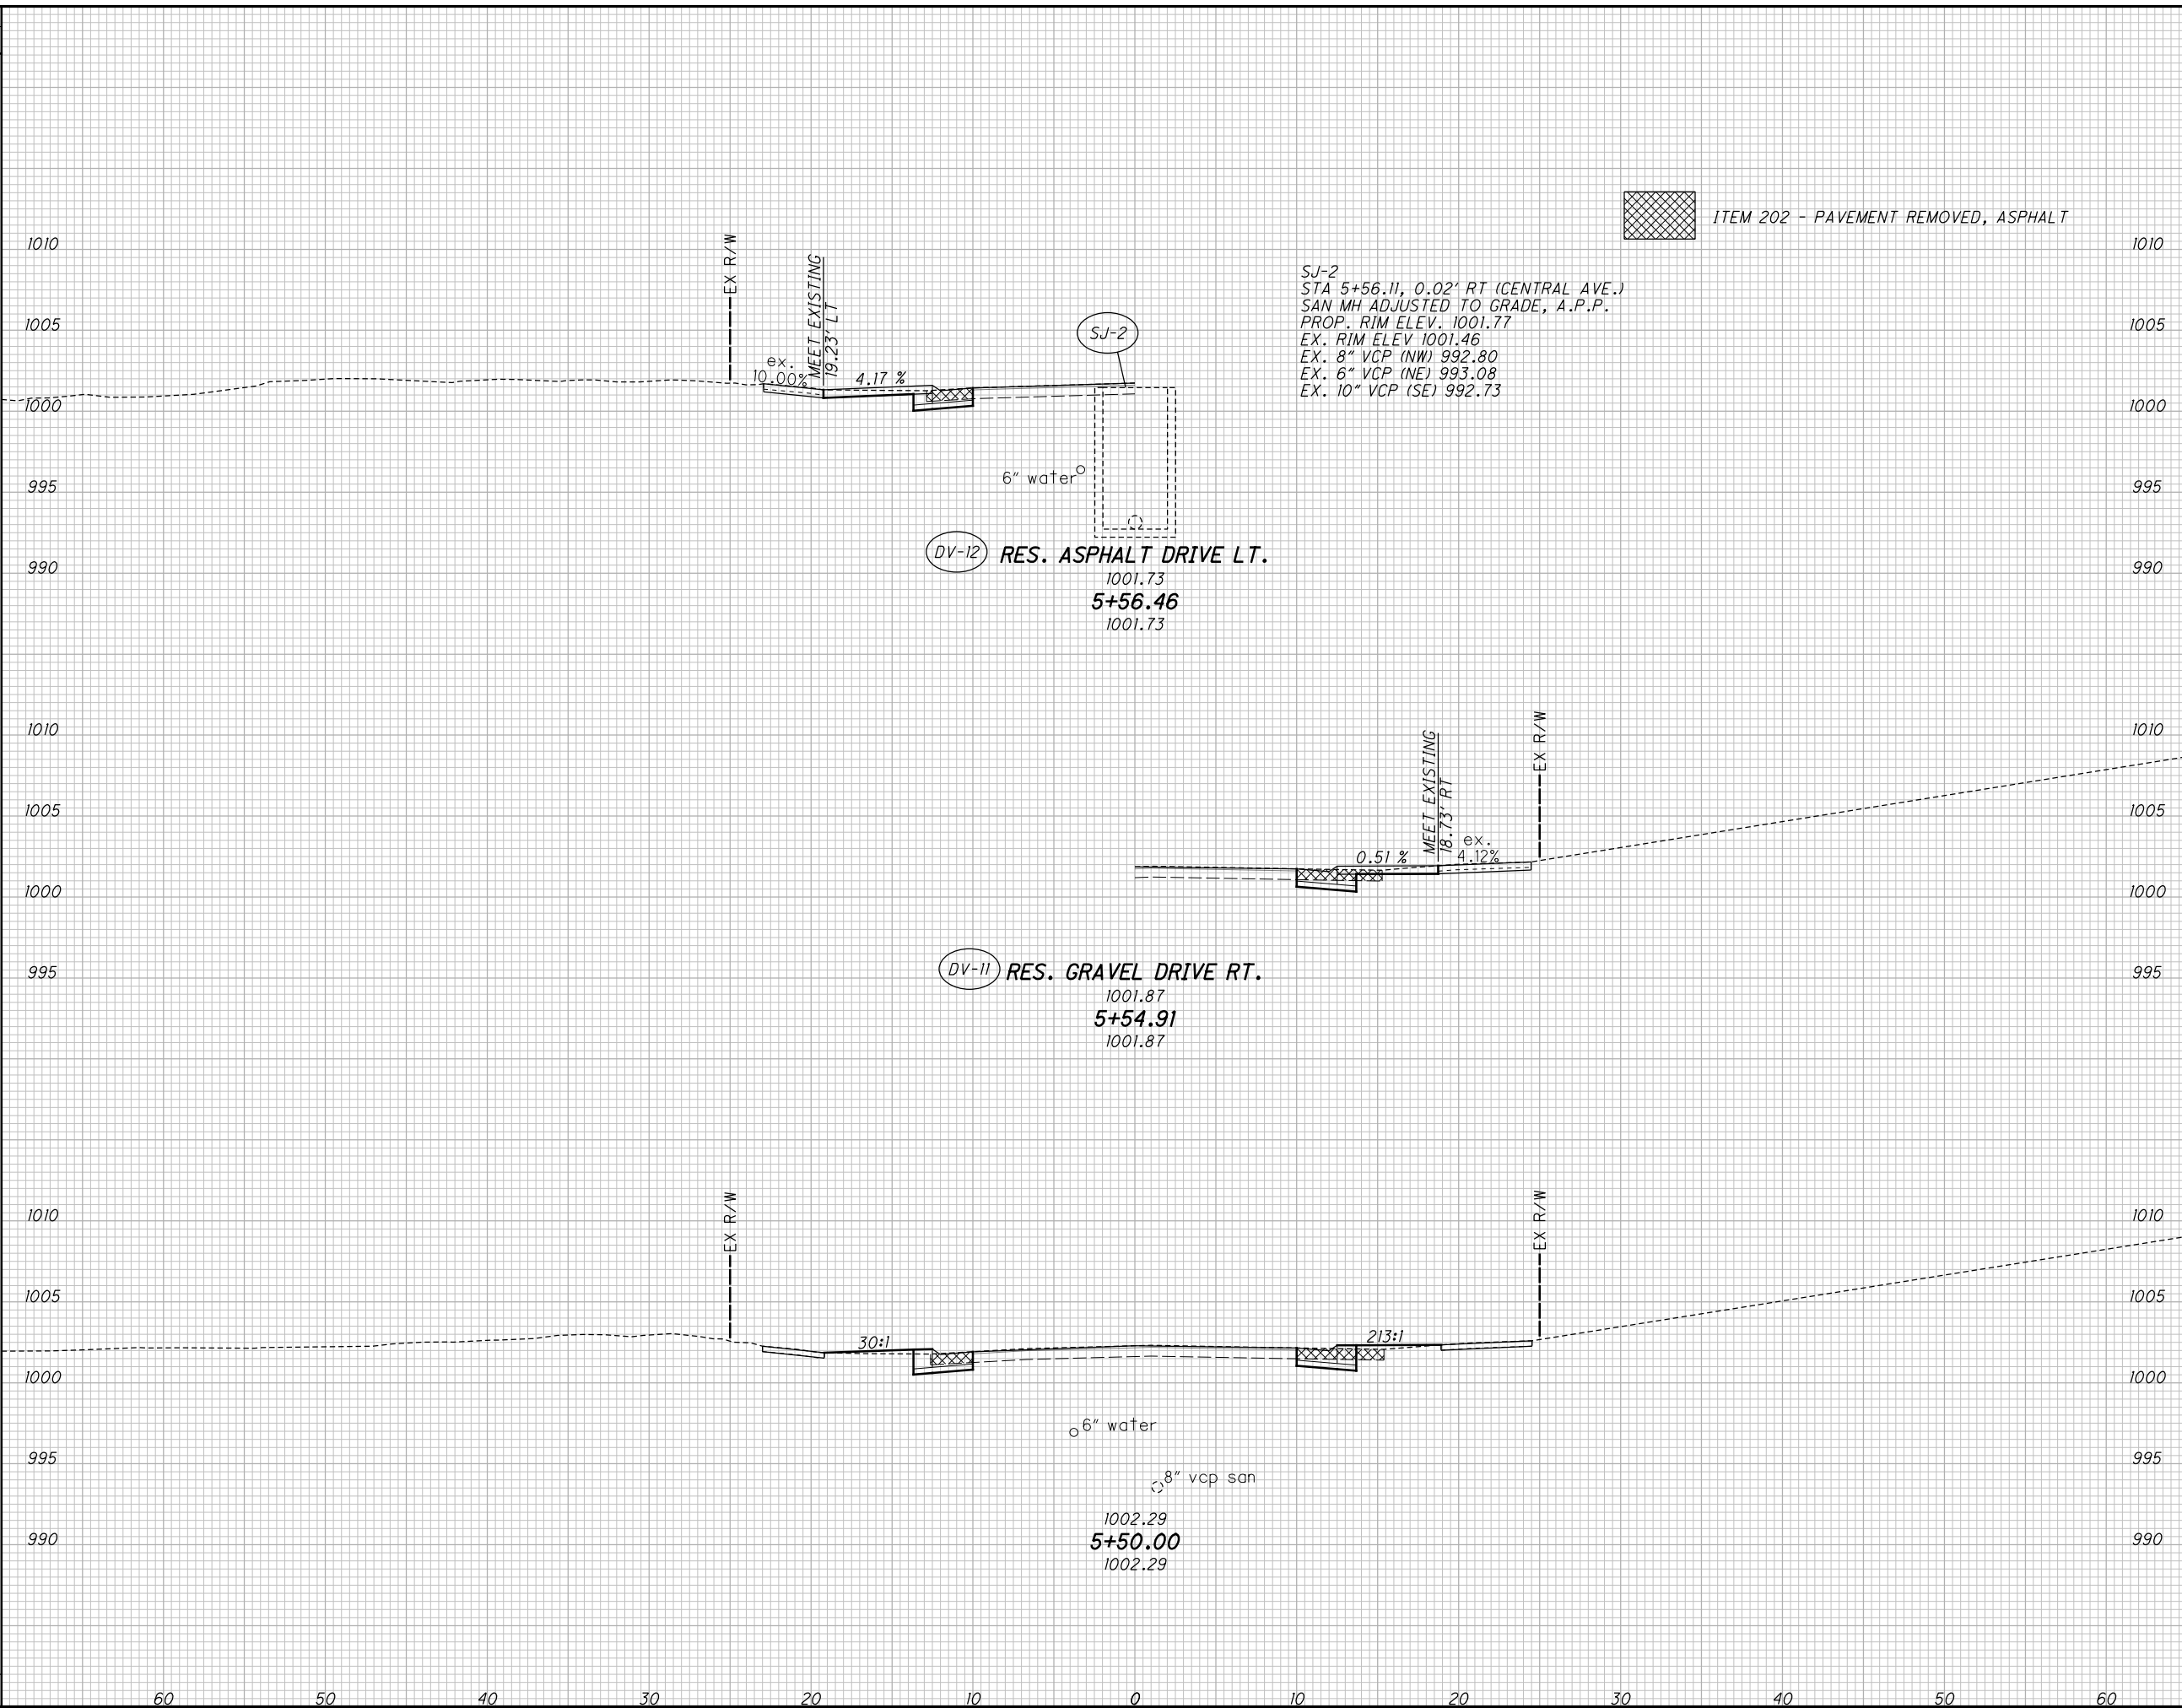 ITEM 202 - PAVEMENT REMOVED, ASPHALT
1010
1010
EX R/W
MEET EXISTING
19.23' LT
SJ-2
STA 5+56.11, 0.02' RT (CENTRAL AVE.)
SAN MH ADJUSTED TO GRADE, A.P.P.
PROP. RIM ELEV. 1001.77
EX. RIM ELEV 1001.46
EX. 8" VCP (NW) 992.80
EX. 6" VCP (NE) 993.08
EX. 10" VCP (SE) 992.73
1005
SJ-2
1005
ex.
10.00%
4.17 %
1000
1000
995
6" water
995
DV-12
RES. ASPHALT DRIVE LT.
990
990
1001.73
5+56.46
1001.73
1010
1010
EX R/W
MEET EXISTING
18.73' RT
1005
1005
ex.
0.51 %
4.12%
1000
1000
995
DV-11
RES. GRAVEL DRIVE RT.
995
1001.87
5+54.91
1001.87
1010
1010
EX R/W
EX R/W
1005
1005
30:1
213:1
1000
1000
6" water
995
995
8" vcp san
1002.29
990
5+50.00
990
1002.29
60
50
40
30
20
10
0
10
20
30
40
50
60